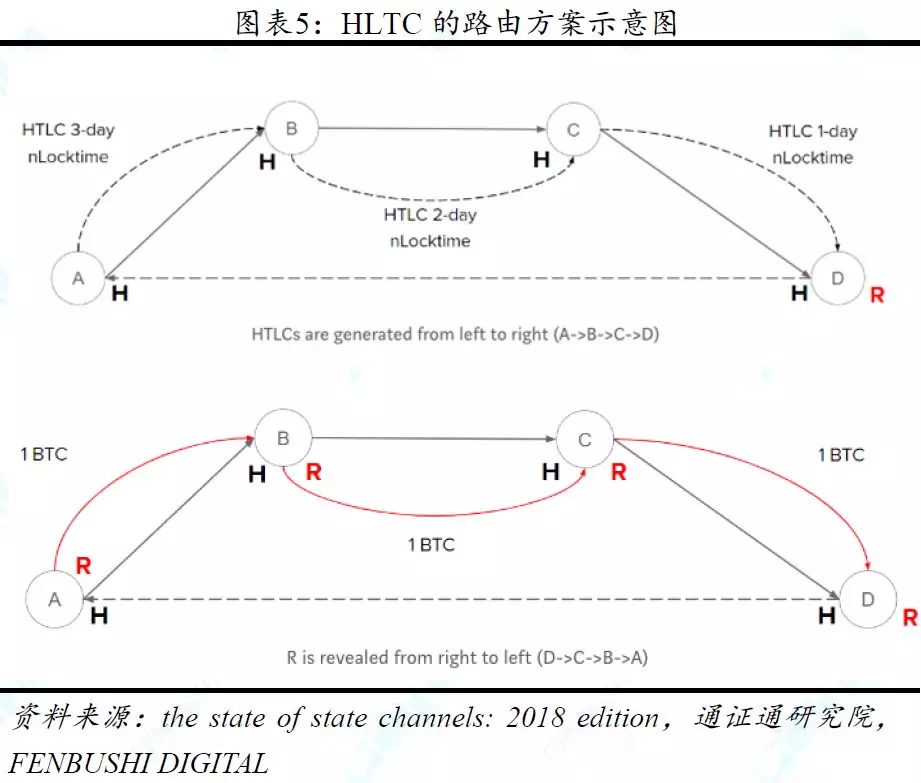 图表5：HLTC 的路由方案示意图
HTLC 3-day
nLocktime
B
C
HTLC 1-day
nLocktime
H
H
HTLC 2-day
nLocktime
A
D
H
H
R
HTLCs are generated from left to right (A->B->C->D)
1 BTC
B
C
1 BTC
H
R
H
R
1 BTC
R
A
D
H
H
R
R is revealed from right to left (D->C->B->A)
资料来源：the state of state channels: 2018 edition，通证通研究院，
FENBUSHI DIGITAL